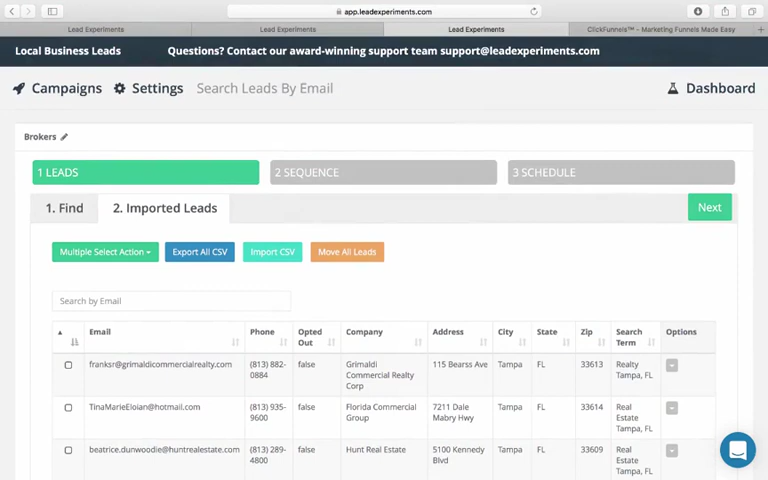 app.leadexperiments.com
Lead Experiments
Lead Experiments
Lead Experiments
ClickFunnels™ - Marketing Funnels Made Easy
Local Business Leads
Questions? Contact our award-winning support team support@leadexperiments.com
Campaigns
Settings
Search Leads By Email
Dashboard
Brokers
1 LEADS
2 SEQUENCE
3 SCHEDULE
1. Find
2. Imported Leads
Next
Multiple Select Action
Export All CSV
Import CSV
Move All Leads
Search by Email
Email
Phone
Opted
Out
Company
Address
City
State
Zip
Search
Term
Options
franksr@grimaldicommercialrealty.com
(813) 882-
0884
false
Grimaldi
Commercial Realty
Corp
115 Bearss Ave
Tampa
FL
33613
Realty
Tampa, FL
TinaMarieEloian@hotmail.com
(813) 935-
9600
false
Florida Commercial
Group
7211 Dale
Mabry Hwy
Tampa
FL
33614
Real
Estate
Tampa, FL
beatrice.dunwoodie@huntrealestate.com
(813) 289-
4800
false
Hunt Real Estate
5100 Kennedy
Blvd
Tampa
FL
33609
Real
Estate
Tampa, FL